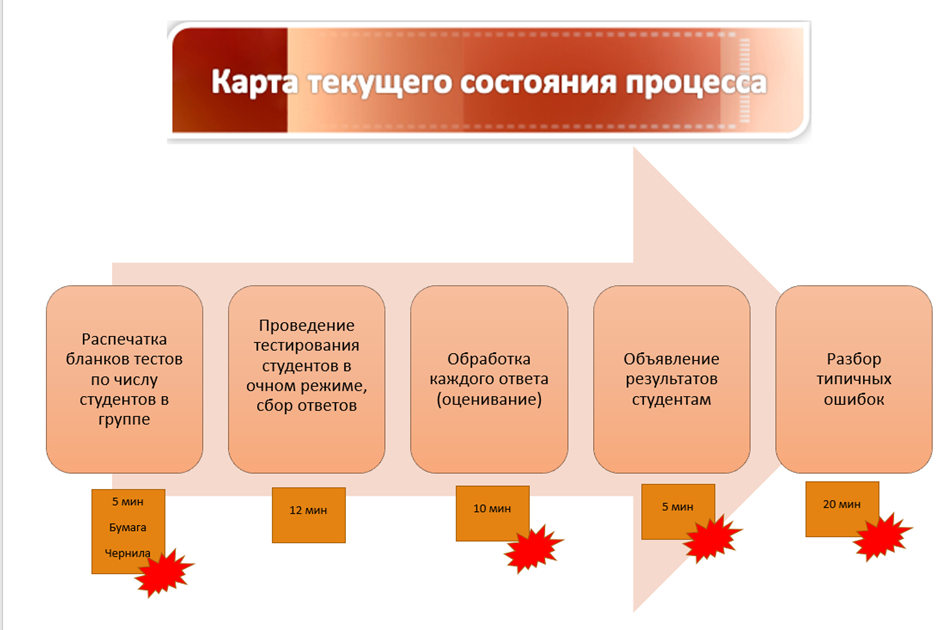 Карта текущего состояния процесса
Распечатка
бланков тестов
по числу
студентов в
группе
Проведение
тестирования
студентов в
очном режиме,
сбор ответов
Обработка
каждого ответа
(оценивание)
Объявление
результатов
студентам
Разбор
типичных
ошибок
5 мин
Бумага
Чернила
12 мин
10 мин
5 мин
20 мин